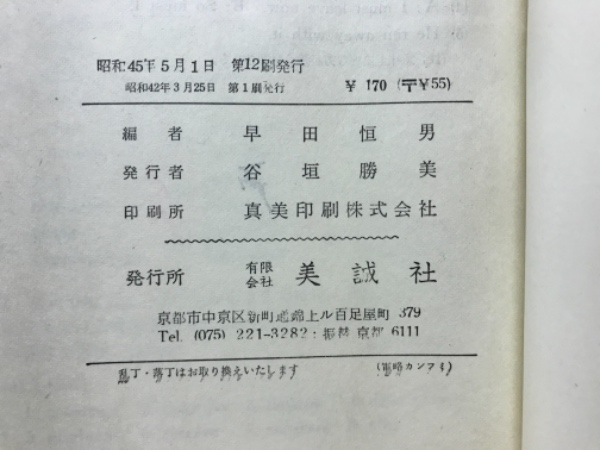 昭和45年5月1日 第12刷発行
昭和42年3月25日 第1刷発行 ¥170 (〒¥55)
編者 早田恒男
発行者 谷垣勝美
印刷所 真美印刷株式会社
発行所 有限会社 美誠社
京都市中京区新町通錦上ル百足屋町 379
Tel. (075) 221-3282・振替 京都 6111
乱丁・落丁はお取り換えいたします